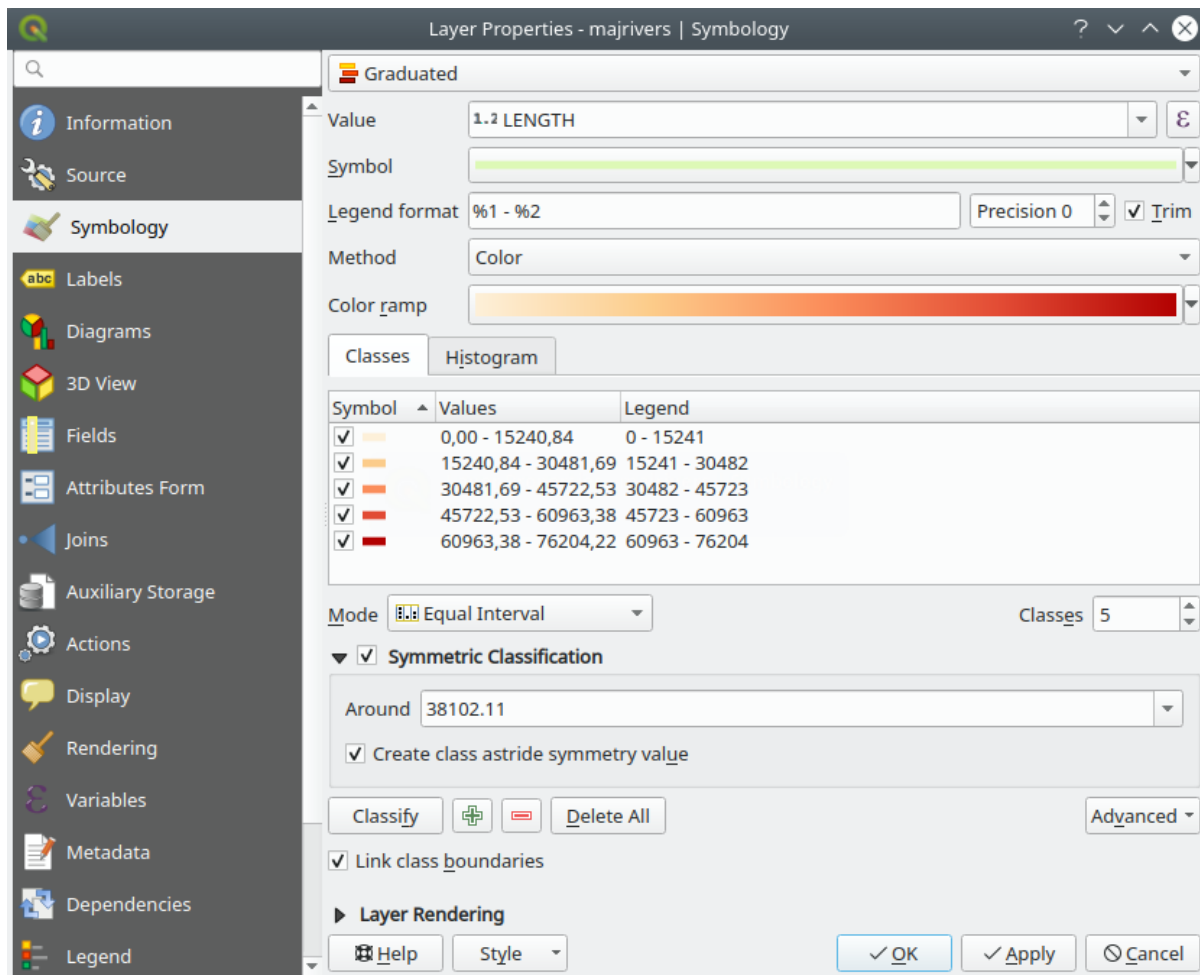 Layer Properties - majrivers | Symbology
Information
Source
Symbology
Labels
Diagrams
3D View
Fields
Attributes Form
Joins
Auxiliary Storage
Actions
Display
Rendering
Variables
Metadata
Dependencies
Legend
Graduated
Value 1.2 LENGTH ε
Symbol
Legend format %1 - %2 Precision 0 Trim
Method Color
Color ramp
Classes Histogram
Symbol Values Legend
0,00 - 15240,84 0 - 15241
15240,84 - 30481,69 15241 - 30482
30481,69 - 45722,53 30482 - 45723
45722,53 - 60963,38 45723 - 60963
60963,38 - 76204,22 60963 - 76204
Mode Equal Interval Classes 5
Symmetric Classification
Around 38102.11
Create class astride symmetry value
Classify Delete All Advanced
Link class boundaries
Layer Rendering
Help Style OK Apply Cancel